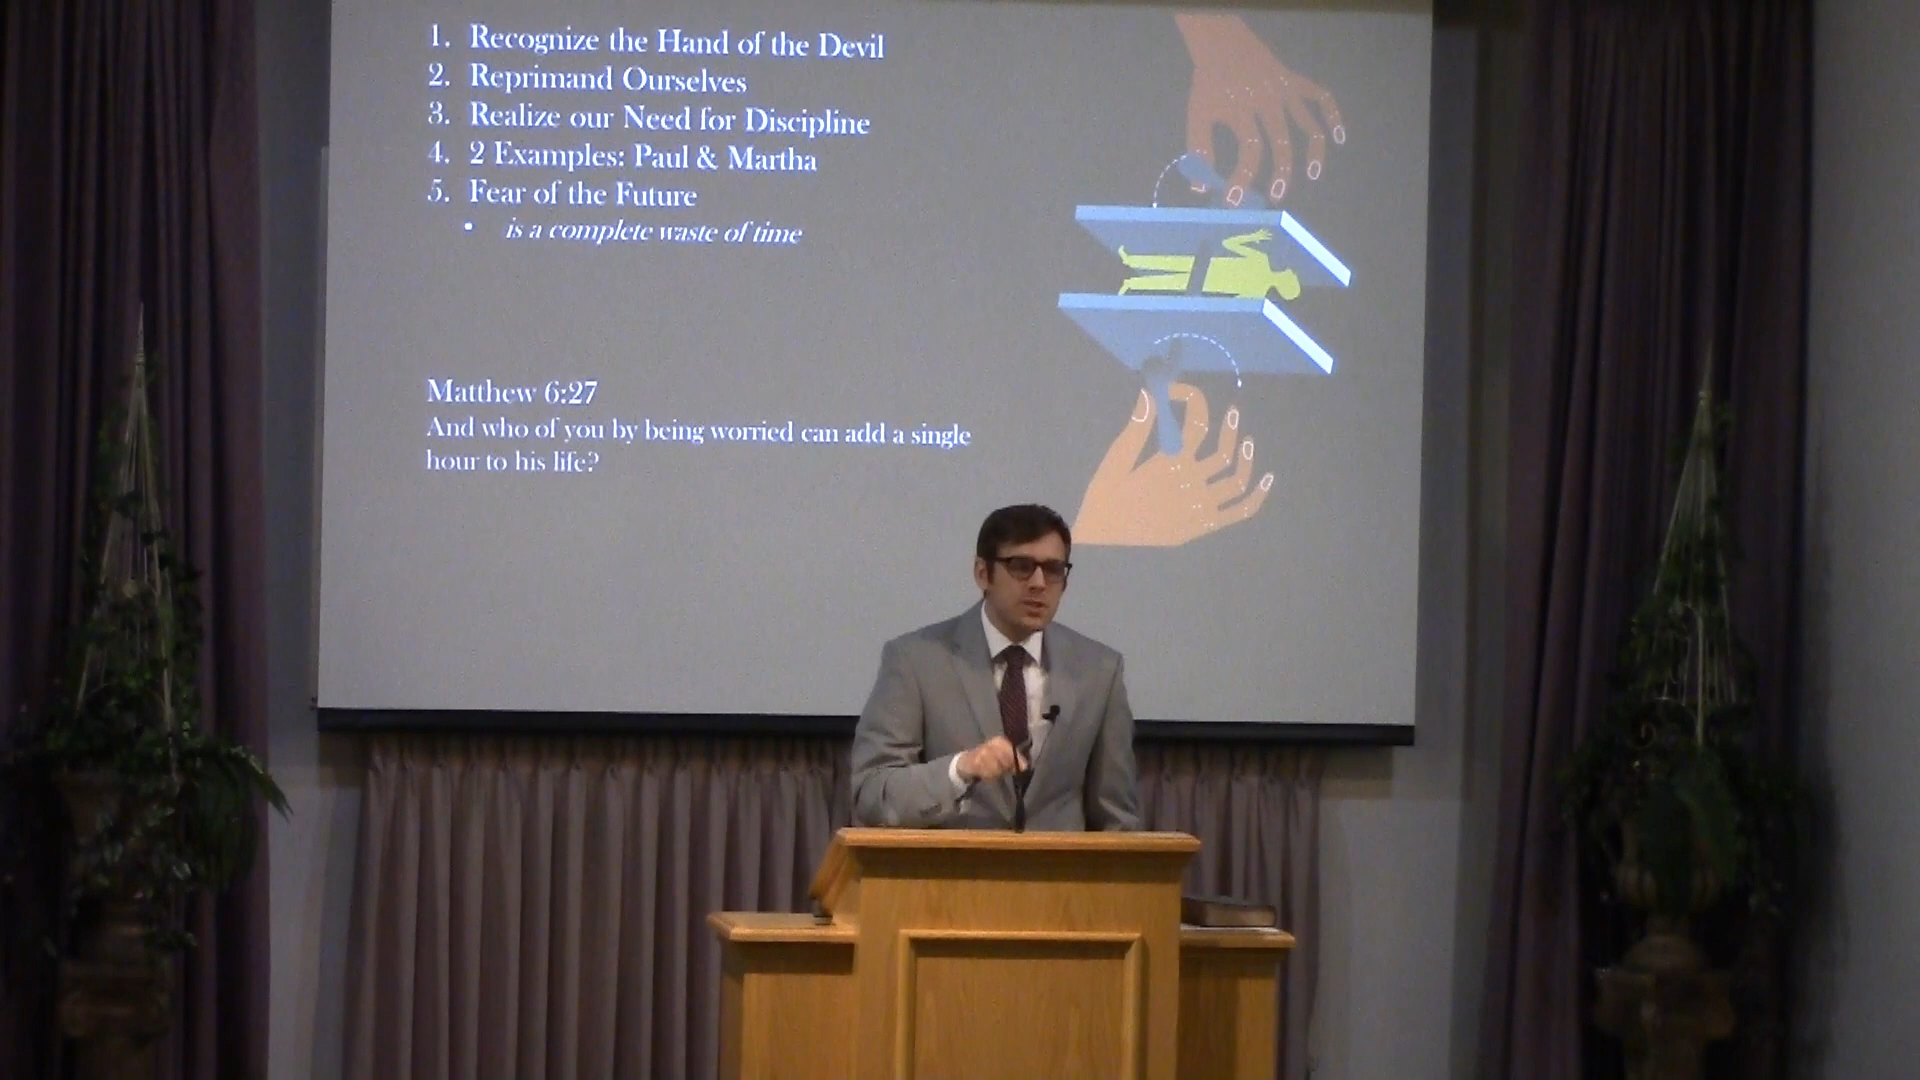 1. Recognize the Hand of the Devil
2. Reprimand Ourselves
3. Realize our Need for Discipline
4. 2 Examples: Paul & Martha
5. Fear of the Future
• is a complete waste of time
Matthew 6:27
And who of you by being worried can add a single
hour to his life?